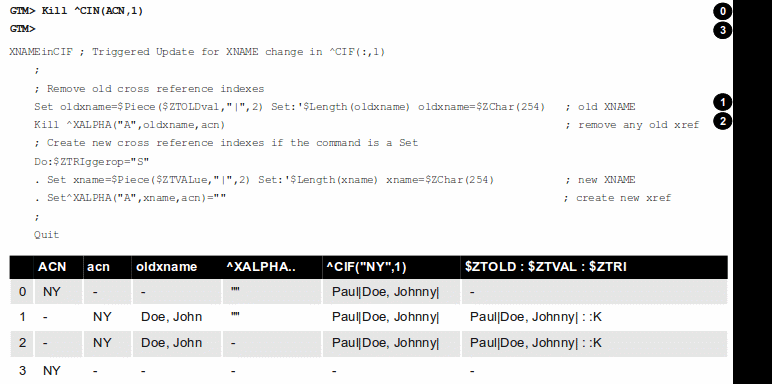 GTM> Kill ^CIN(ACN,1) 0
GTM> 3
XNAMEinCIF ; Triggered Update for XNAME change in ^CIF(:,1)
;
; Remove old cross reference indexes
Set oldxname=$Piece($ZTOLDval,"|",2) Set:'$Length(oldxname) oldxname=$ZChar(254) ; old XNAME 1
Kill ^XALPHA("A",oldxname,acn) ; remove any old xref 2
; Create new cross reference indexes if the command is a Set
Do:$ZTRIggerop="S"
. Set xname=$Piece($ZTVALue,"|",2) Set:'$Length(xname) xname=$ZChar(254) ; new XNAME
. Set^XALPHA("A",xname,acn)="" ; create new xref
;
Quit
ACN acn oldxname ^XALPHA.. ^CIF("NY",1) $ZTOLD : $ZTVAL : $ZTRI
0 NY - - "" Paul|Doe, Johnny| -
1 - NY Doe, John "" Paul|Doe, Johnny| Paul|Doe, Johnny| : :K
2 - NY Doe, John - Paul|Doe, Johnny| Paul|Doe, Johnny| : :K
3 NY - - - - -